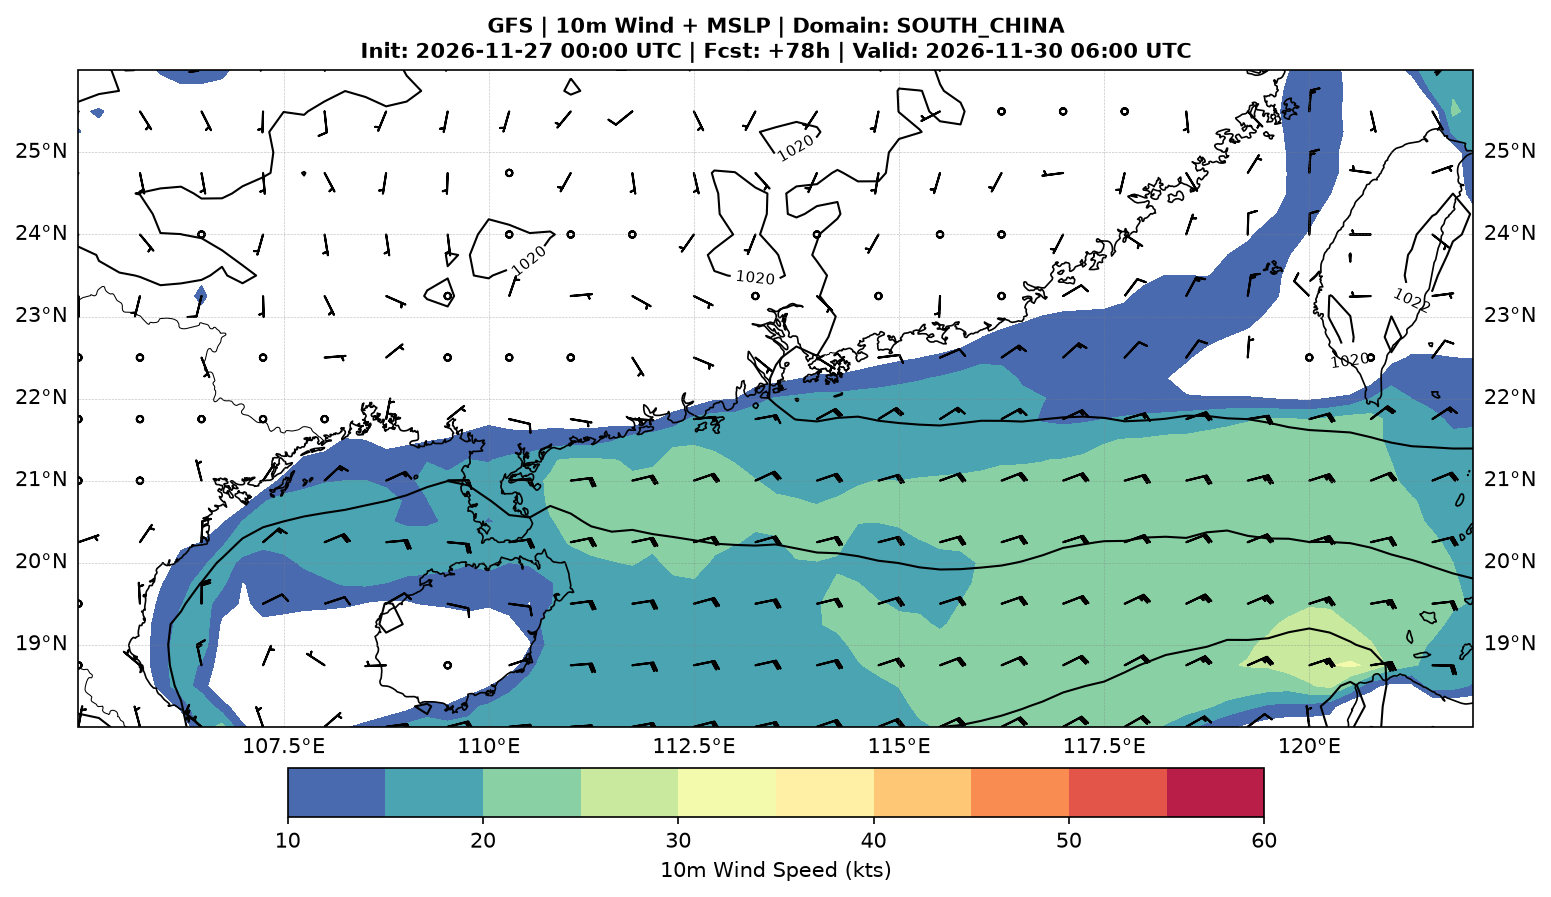 GFS | 10m Wind + MSLP | Domain: SOUTH_CHINA
Init: 2026-11-27 00:00 UTC | Fcst: +78h | Valid: 2026-11-30 06:00 UTC
25°N
24°N
23°N
22°N
21°N
20°N
19°N
1020
1020
1020
1022
1020
25°N
24°N
23°N
22°N
21°N
20°N
19°N
107.5°E 110°E 112.5°E 115°E 117.5°E 120°E
10 20 30 40 50 60
10m Wind Speed (kts)